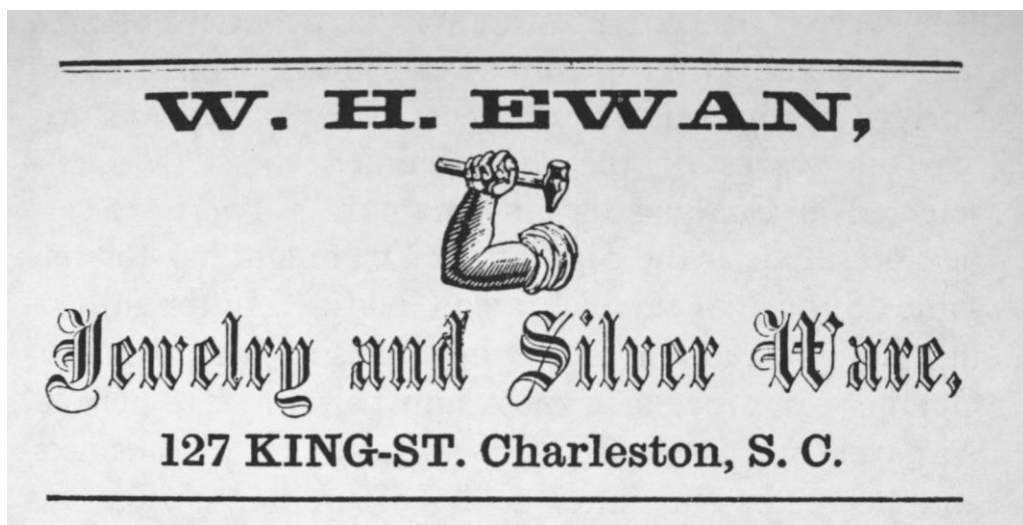 W. H. EWAN,
Jewelry and Silver Ware,
127 KING-ST. Charleston, S. C.